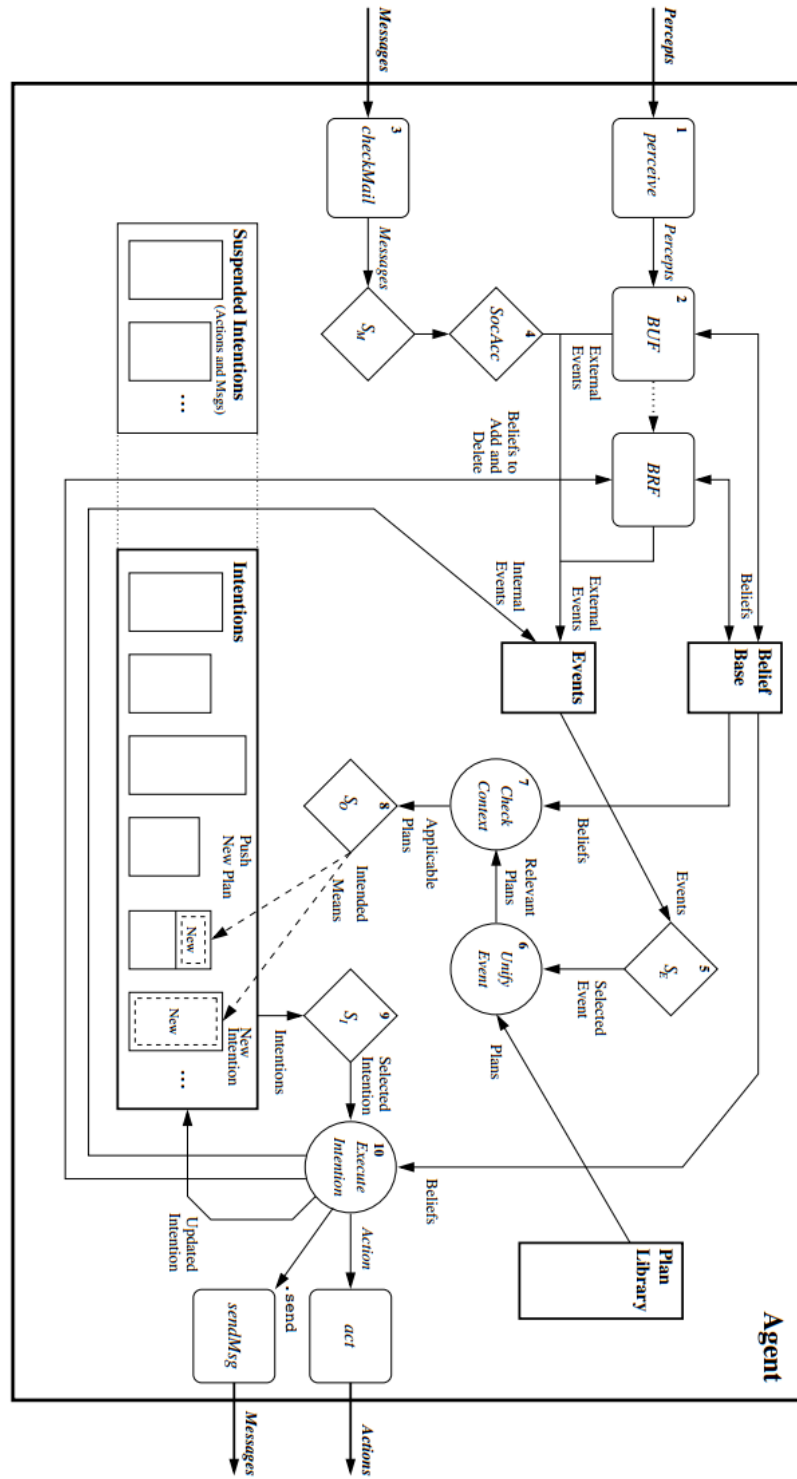 Agent
Belief
Base
Plan
Library
Percepts
1
perceive
Percepts
2
BUF
BRF
Beliefs
Events
5
S_E
Beliefs
External
Events
4
SocAcc
External
Events
Events
Internal
Events
Beliefs
7
Check
Context
Relevant
Plans
6
Unify
Event
Selected
Event
Plans
Beliefs to
Add and
Delete
Applicable
Plans
Messages
3
checkMail
Messages
S_M
8
S_O
Intended
Means
9
S_I
Selected
Intention
10
Execute
Intention
Action
act
Actions
.send
sendMsg
Messages
Intentions
Updated
Intention
Push
New Plan
New
Intention
Suspended Intentions
(Actions and Msgs)
...
Intentions
New
New
...